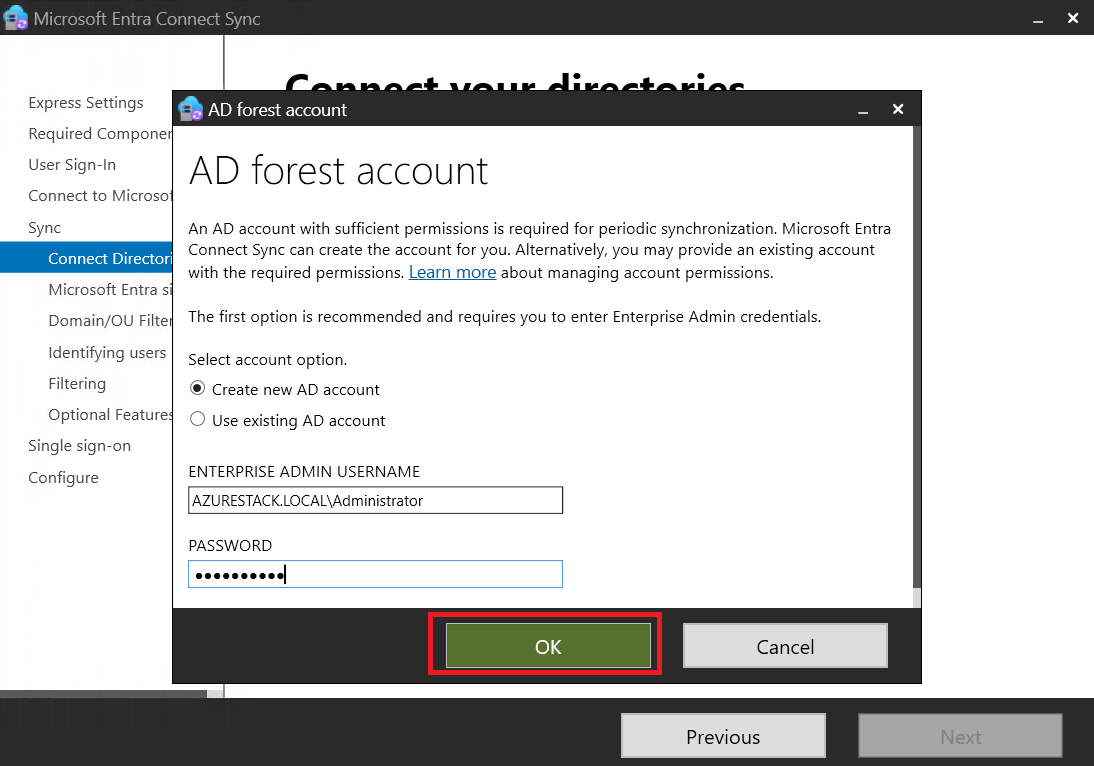 Microsoft Entra Connect Sync
Connect your directories
Express Settings
Required Componen
User Sign-In
Connect to Microsof
Sync
Connect Directori
Microsoft Entra si
Domain/OU Filter
Identifying users
Filtering
Optional Features
Single sign-on
Configure
AD forest account
AD forest account
An AD account with sufficient permissions is required for periodic synchronization. Microsoft Entra
Connect Sync can create the account for you. Alternatively, you may provide an existing account
with the required permissions. Learn more about managing account permissions.
The first option is recommended and requires you to enter Enterprise Admin credentials.
Select account option.
Create new AD account
Use existing AD account
ENTERPRISE ADMIN USERNAME
AZURESTACK.LOCAL\Administrator
PASSWORD
●●●●●●●●●●
OK
Cancel
Previous
Next